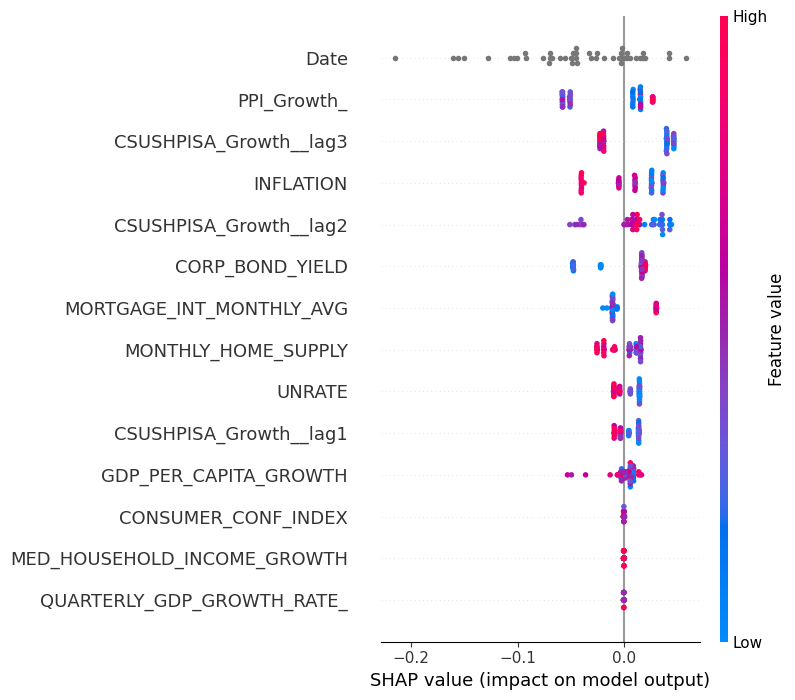 High
Date
PPI_Growth_
CSUSHPISA_Growth__lag3
INFLATION
CSUSHPISA_Growth__lag2
CORP_BOND_YIELD
MORTGAGE_INT_MONTHLY_AVG
MONTHLY_HOME_SUPPLY
UNRATE
CSUSHPISA_Growth__lag1
GDP_PER_CAPITA_GROWTH
CONSUMER_CONF_INDEX
MED_HOUSEHOLD_INCOME_GROWTH
QUARTERLY_GDP_GROWTH_RATE_
Feature value
Low
−0.2 −0.1 0.0
SHAP value (impact on model output)